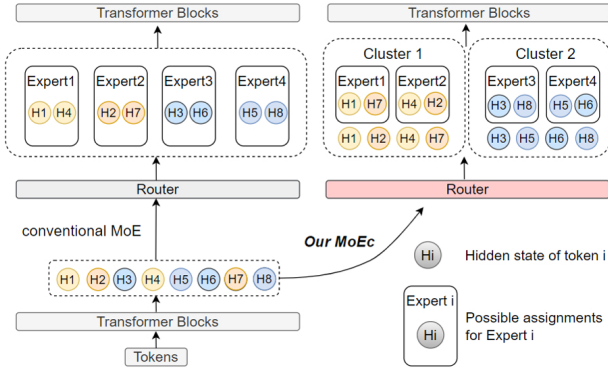 Transformer Blocks
Expert1 Expert2 Expert3 Expert4
H1 H4 H2 H7 H3 H6 H5 H8
Router
conventional MoE
H1 H2 H3 H4 H5 H6 H7 H8
Transformer Blocks
Tokens
Transformer Blocks
Cluster 1 Cluster 2
Expert1 Expert2 Expert3 Expert4
H1 H7 H4 H2 H3 H8 H5 H6
H1 H2 H4 H7 H3 H5 H6 H8
Router
Our MoEc
Hi Hidden state of token i
Expert i
Hi
Possible assignments
for Expert i